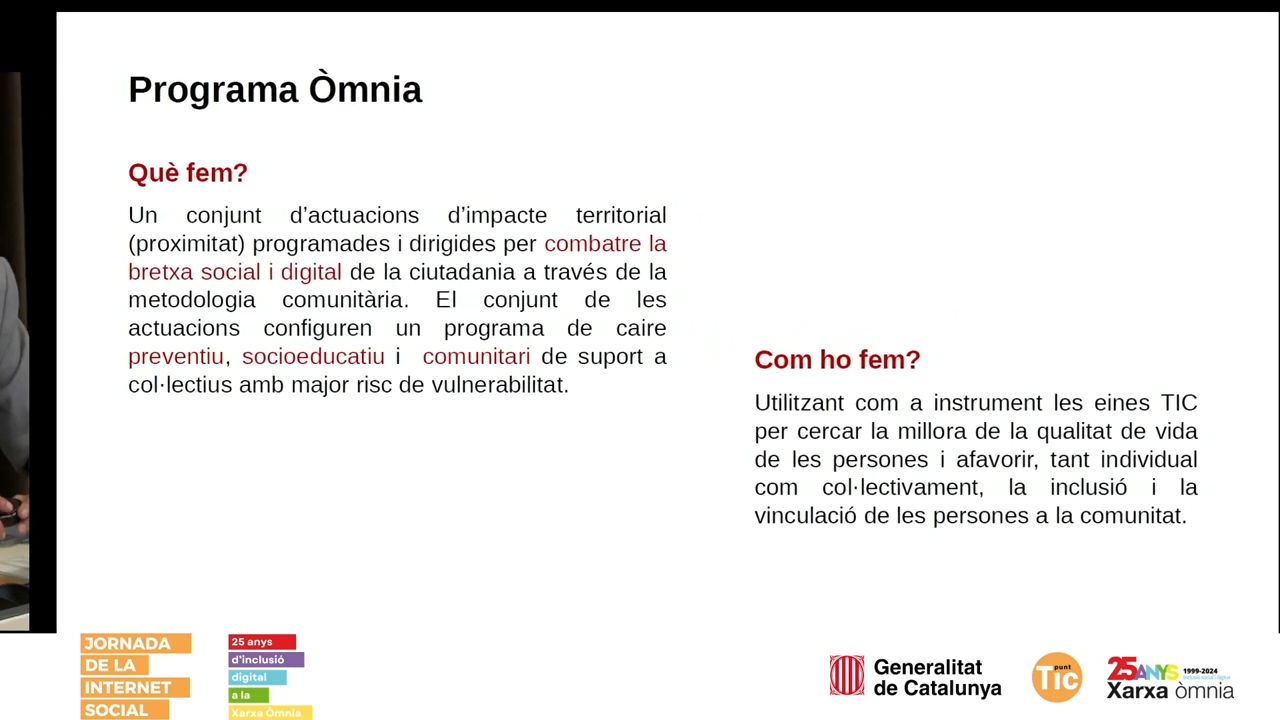 Programa Òmnia
Què fem?
Un conjunt d’actuacions d’impacte territorial
(proximitat) programades i dirigides per combatre la
bretxa social i digital de la ciutadania a través de la
metodologia comunitària. El conjunt de les
actuacions configuren un programa de caire
preventiu, socioeducatiu i comunitari de suport a
col·lectius amb major risc de vulnerabilitat.
Com ho fem?
Utilitzant com a instrument les eines TIC
per cercar la millora de la qualitat de vida
de les persones i afavorir, tant individual
com col·lectivament, la inclusió i la
vinculació de les persones a la comunitat.
JORNADA
DE LA
INTERNET
SOCIAL
25 anys
d'inclusió
digital
a la
Xarxa Òmnia
Generalitat
de Catalunya
punt
Tic
25ANYS 1999-2024
inclusió social i digital
Xarxa òmnia